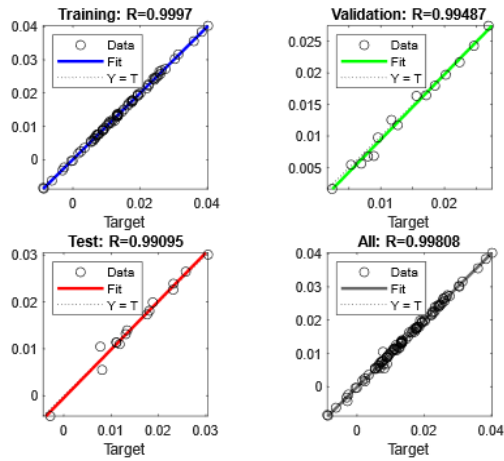 Training: R=0.9997
Data
Fit
Y = T
0.04
0.03
0.02
0.01
0
0
0.02
0.04
Target
Validation: R=0.99487
Data
Fit
Y = T
0.025
0.02
0.015
0.01
0.005
0.01
0.02
Target
Test: R=0.99095
Data
Fit
Y = T
0.03
0.02
0.01
0
0
0.01
0.02
0.03
Target
All: R=0.99808
Data
Fit
Y = T
0.04
0.03
0.02
0.01
0
0
0.02
0.04
Target